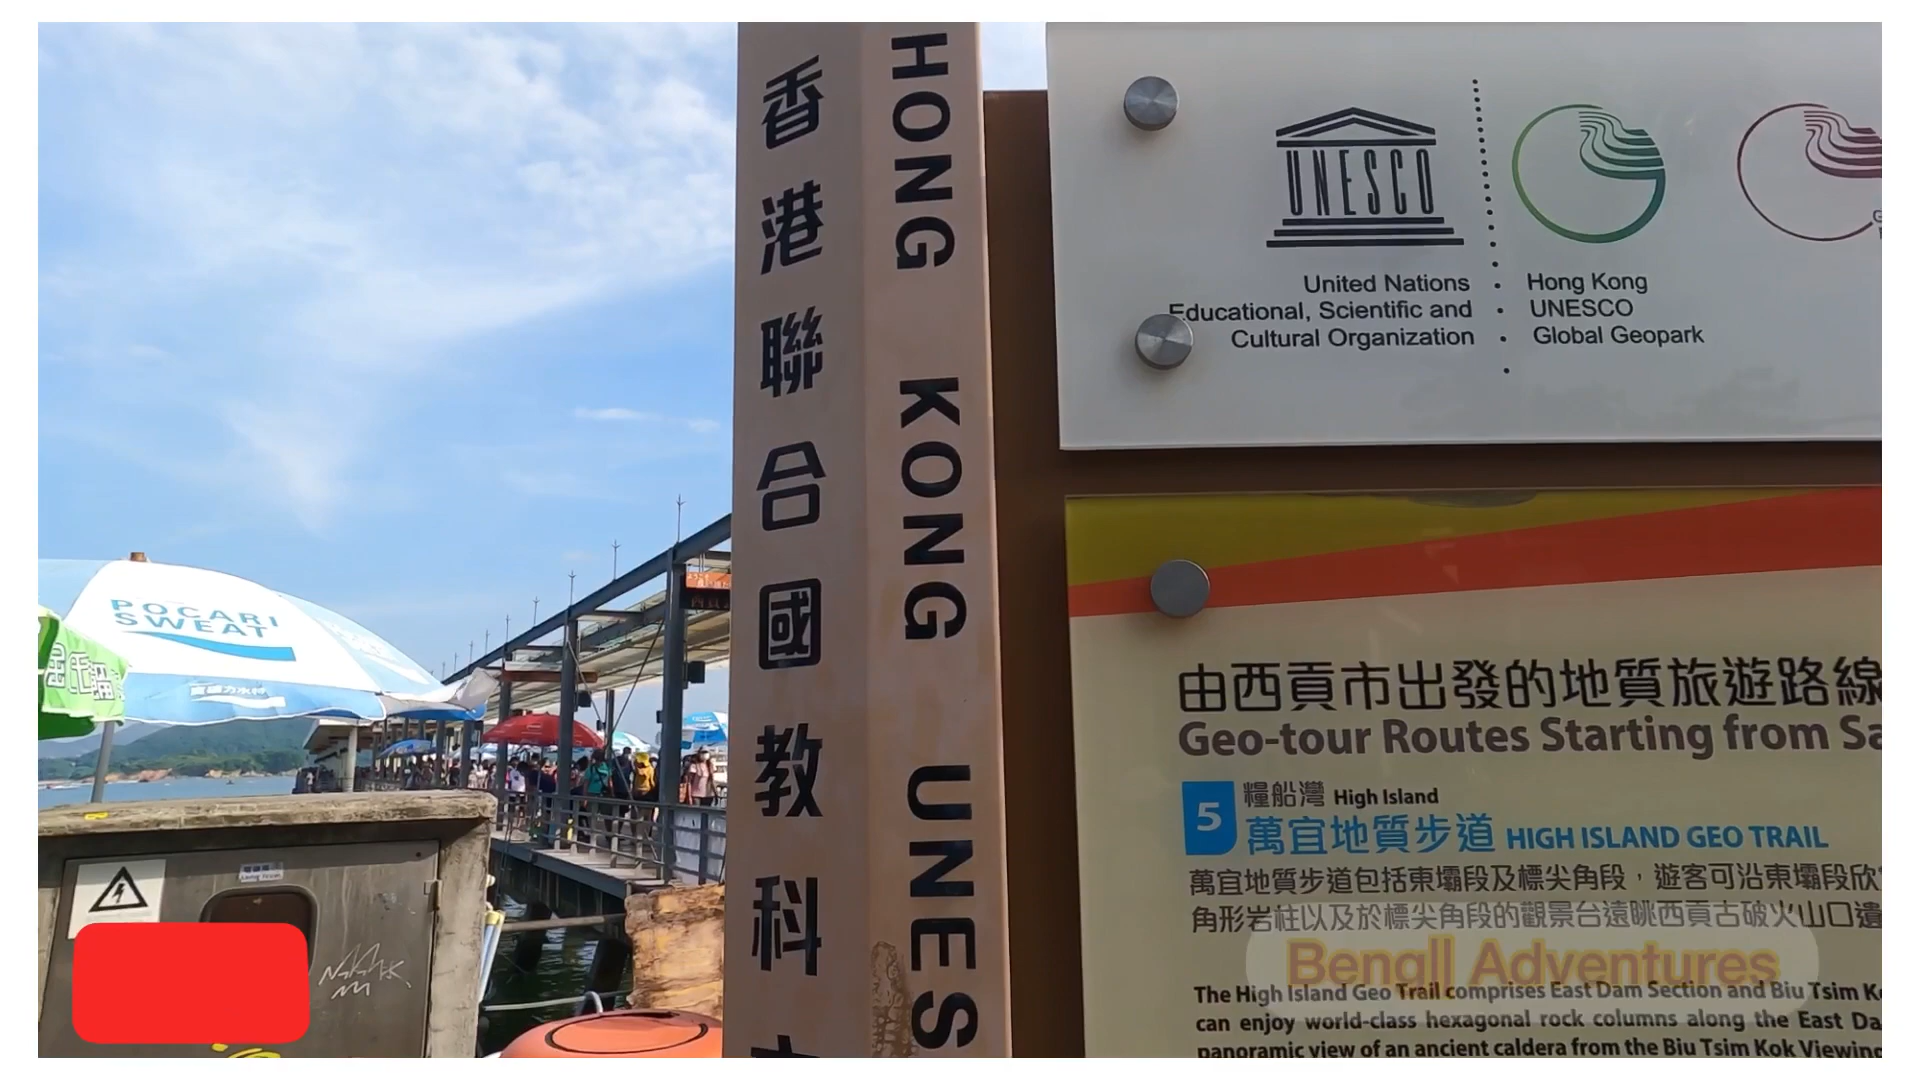 香港聯合國教科
HONG KONG UNES
UNESCO
United Nations
Educational, Scientific and
Cultural Organization
Hong Kong
UNESCO
Global Geopark
POCARI
SWEAT
寶礦力水特
由西貢市出發的地質旅遊路線
Geo-tour Routes Starting from Sa
5
糧船灣 High Island
萬宜地質步道 HIGH ISLAND GEO TRAIL
萬宜地質步道包括東壩段及標尖角段，遊客可沿東壩段欣
角形岩柱以及於標尖角段的觀景台遠眺西貢古破火山口遺
Bengll Adventures
The High Island Geo Trail comprises East Dam Section and Biu Tsim K
can enjoy world-class hexagonal rock columns along the East Da
panoramic view of an ancient caldera from the Biu Tsim Kok Viewing